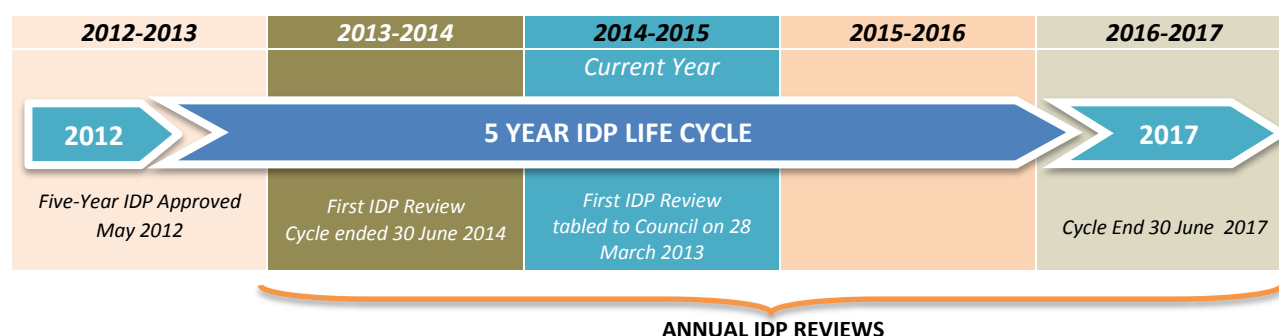 2012-2013 2013-2014 2014-2015 2015-2016 2016-2017
Current Year
2012 5 YEAR IDP LIFE CYCLE 2017
Five-Year IDP Approved
May 2012
First IDP Review
Cycle ended 30 June 2014
First IDP Review
tabled to Council on 28
March 2013
Cycle End 30 June 2017
ANNUAL IDP REVIEWS